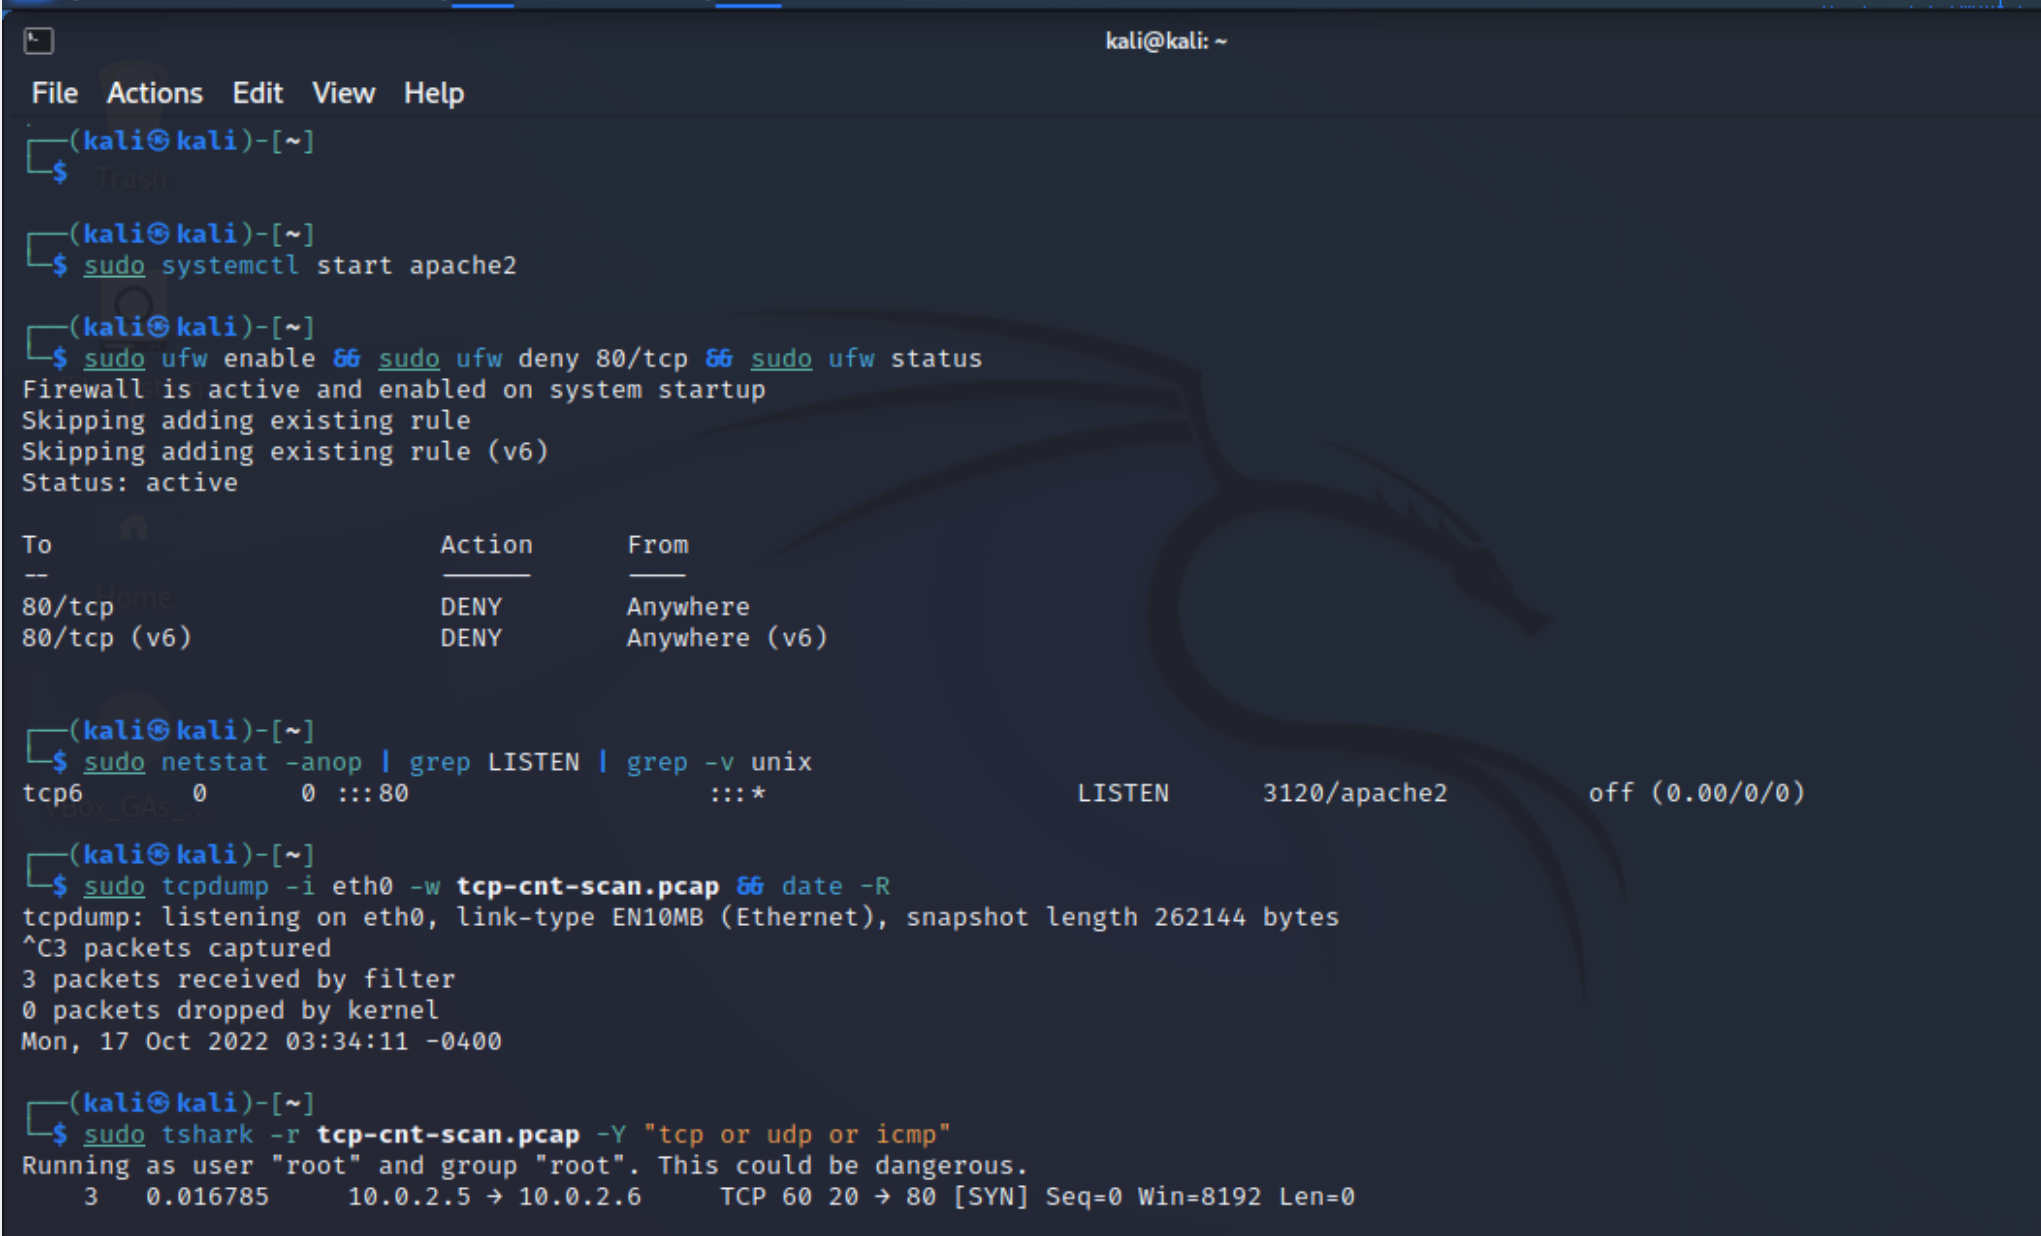 kali@kali: ~
File Actions Edit View Help
┌──(kali㉿kali)-[~]
└─$
Trash
┌──(kali㉿kali)-[~]
└─$ sudo systemctl start apache2
┌──(kali㉿kali)-[~]
└─$ sudo ufw enable && sudo ufw deny 80/tcp && sudo ufw status
Firewall is active and enabled on system startup
Skipping adding existing rule
Skipping adding existing rule (v6)
Status: active
To Action From
-- ------ ----
80/tcp DENY Anywhere
Home
80/tcp (v6) DENY Anywhere (v6)
┌──(kali㉿kali)-[~]
└─$ sudo netstat -anop | grep LISTEN | grep -v unix
tcp6 0 0 :::80 :::* LISTEN 3120/apache2 off (0.00/0/0)
VBox_GAs_...
┌──(kali㉿kali)-[~]
└─$ sudo tcpdump -i eth0 -w tcp-cnt-scan.pcap && date -R
tcpdump: listening on eth0, link-type EN10MB (Ethernet), snapshot length 262144 bytes
^C3 packets captured
3 packets received by filter
0 packets dropped by kernel
Mon, 17 Oct 2022 03:34:11 -0400
┌──(kali㉿kali)-[~]
└─$ sudo tshark -r tcp-cnt-scan.pcap -Y "tcp or udp or icmp"
Running as user "root" and group "root". This could be dangerous.
3 0.016785 10.0.2.5 → 10.0.2.6 TCP 60 20 → 80 [SYN] Seq=0 Win=8192 Len=0